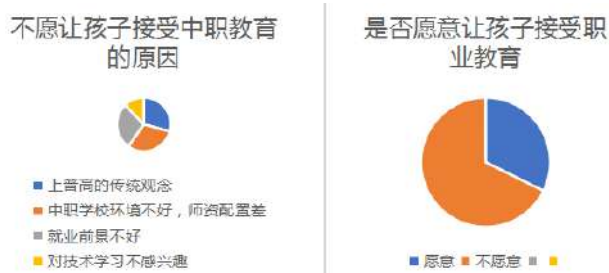 不愿让孩子接受中职教育
的原因
上普高的传统观念
中职学校环境不好，师资配置差
就业前景不好
对技术学习不感兴趣
是否愿意让孩子接受职
业教育
愿意 不愿意